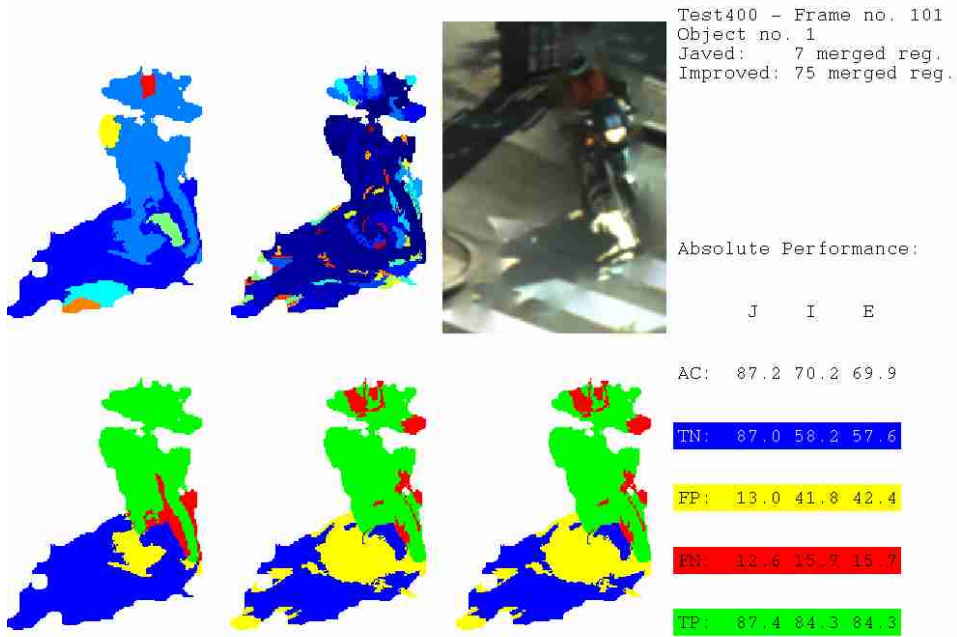 Test400 - Frame no. 101
Object no. 1
Javed: 7 merged reg.
Improved: 75 merged reg.
Absolute Performance:
J I E
AC: 87.2 70.2 69.9
TN: 87.0 58.2 57.6
FP: 13.0 41.8 42.4
FN: 12.6 15.7 15.7
TP: 87.4 84.3 84.3